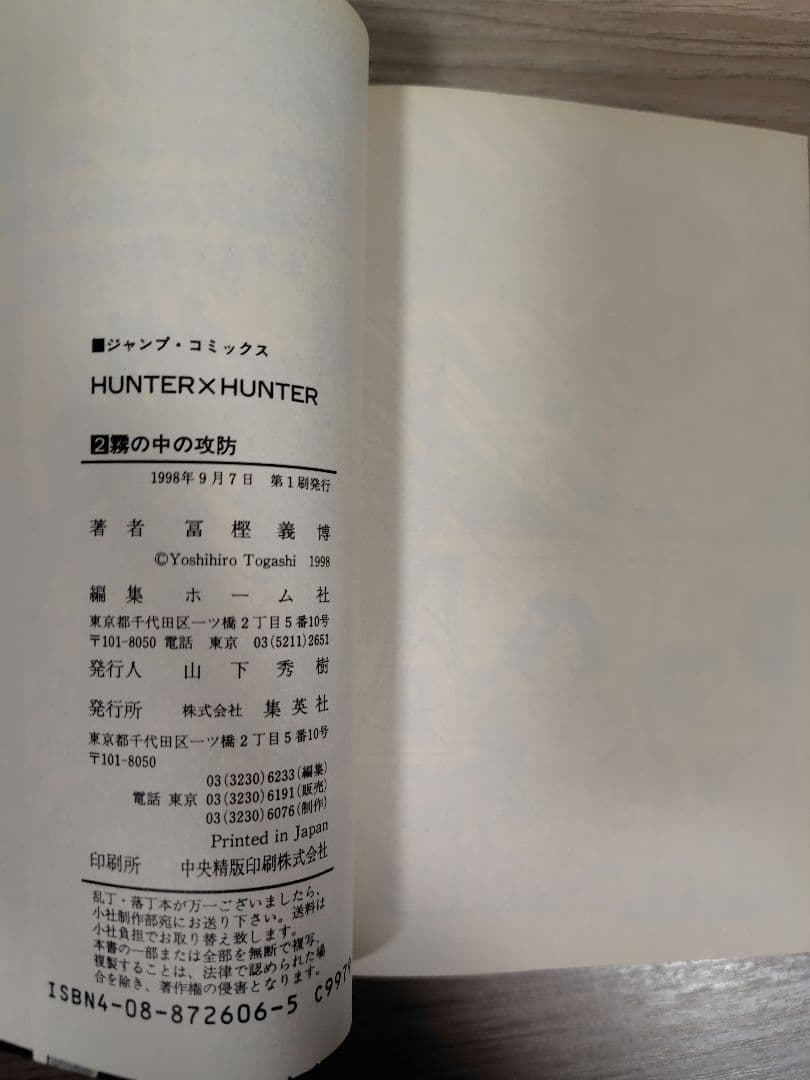 ■ジャンプ・コミックス
HUNTER×HUNTER
2霧の中の攻防
1998年9月7日 第1刷発行
著者 冨樫義博
©Yoshihiro Togashi 1998
編集 ホーム社
東京都千代田区一ツ橋2丁目5番10号
〒101-8050 電話 東京 03(5211)2651
発行人 山下秀樹
発行所 株式会社 集英社
東京都千代田区一ツ橋2丁目5番10号
〒101-8050
03(3230)6233(編集)
電話 東京 03(3230)6191(販売)
03(3230)6076(制作)
Printed in Japan
印刷所 中央精版印刷株式会社
乱丁・落丁本が万一ございましたら、
小社制作部宛にお送り下さい。送料は
小社負担でお取り替え致します。
本書の一部または全部を無断で複写、
複製することは、法律で認められた場
合を除き、著作権の侵害となります。
ISBN4-08-872606-5 C9979